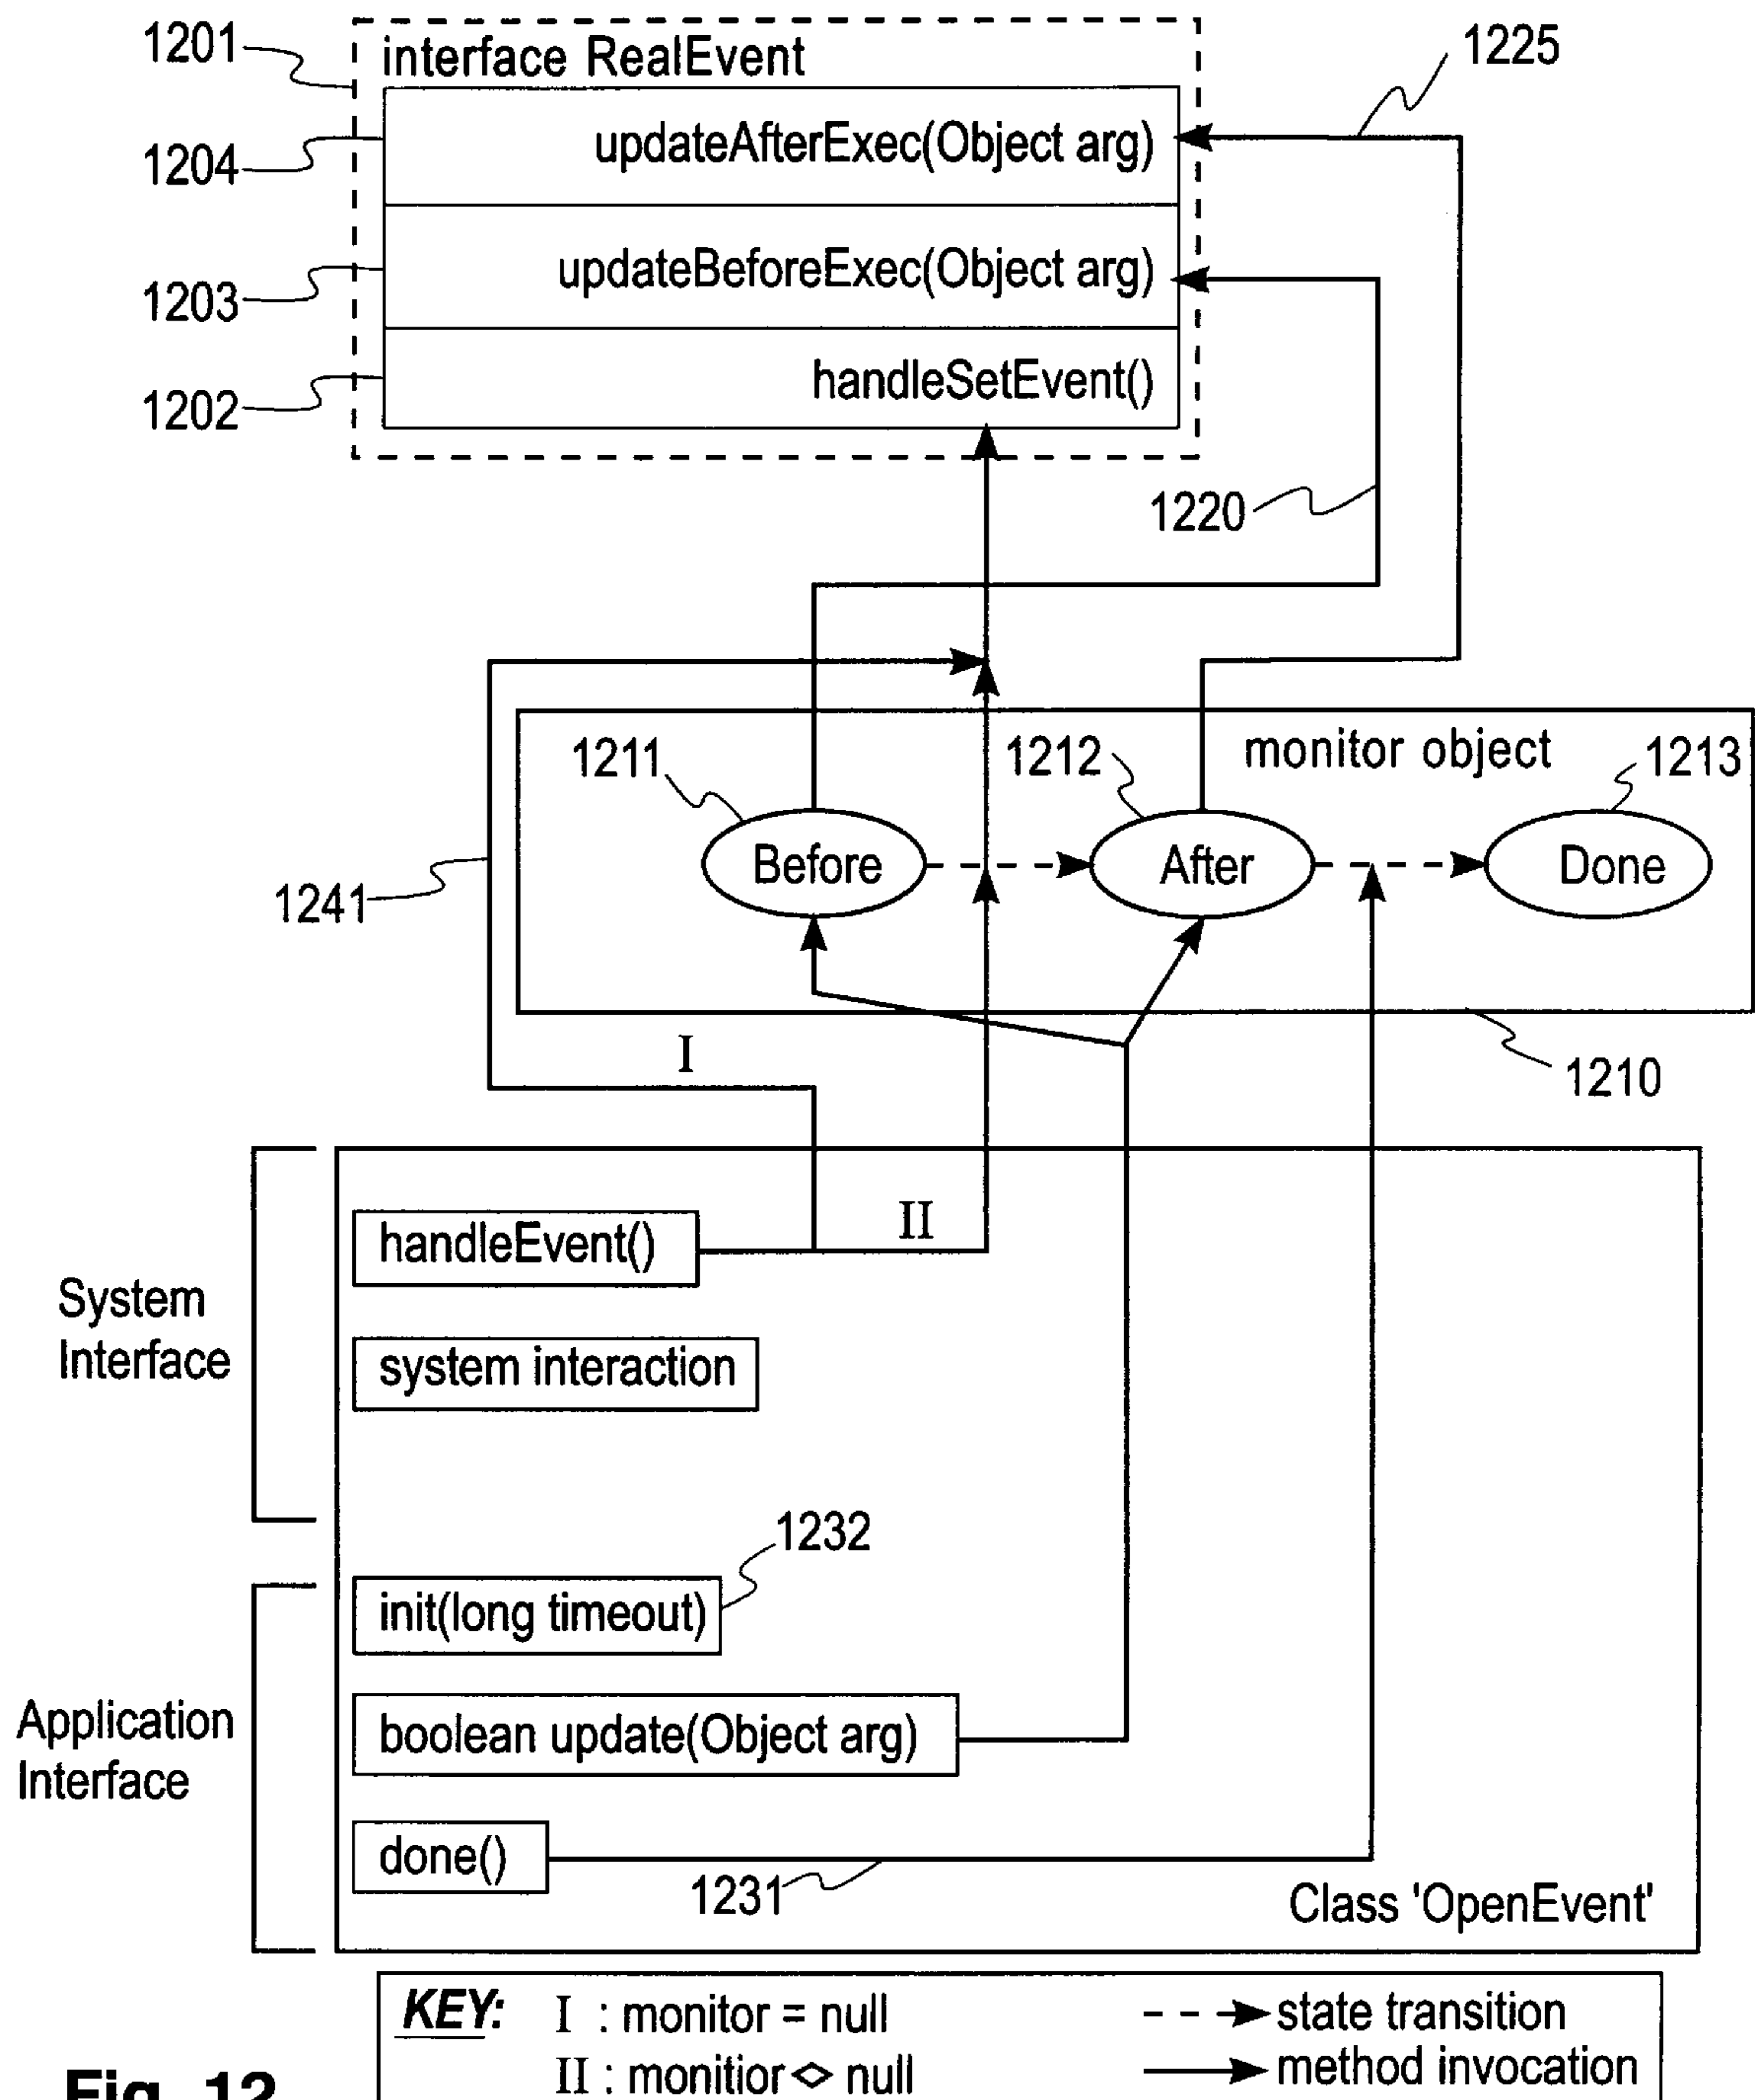 1201
interface RealEvent
1225
updateAfterExec(Object arg)
1204
updateBeforeExec(Object arg)
1203
handleSetEvent()
1202
1220
1211
1212
monitor object
1213
Before
After
Done
1241
I
1210
handleEvent()
II
System
Interface
system interaction
1232
init(long timeout)
Application
Interface
boolean update(Object arg)
done()
1231
Class 'OpenEvent'
KEY:
I : monitor = null
state transition
II : monitior <> null
method invocation
Fig. 12